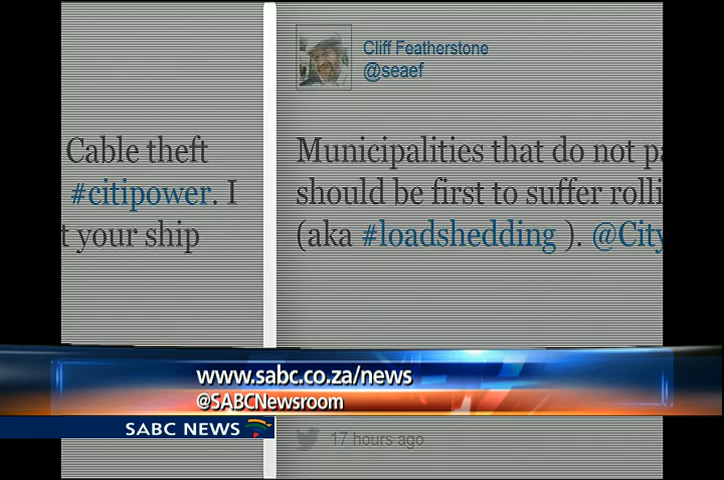 Cable theft
#citipower. I
t your ship
Cliff Featherstone
@seaef
Municipalities that do not pa
should be first to suffer rolli
(aka #loadshedding ). @City
www.sabc.co.za/news
@SABCNewsroom
SABC NEWS
17 hours ago